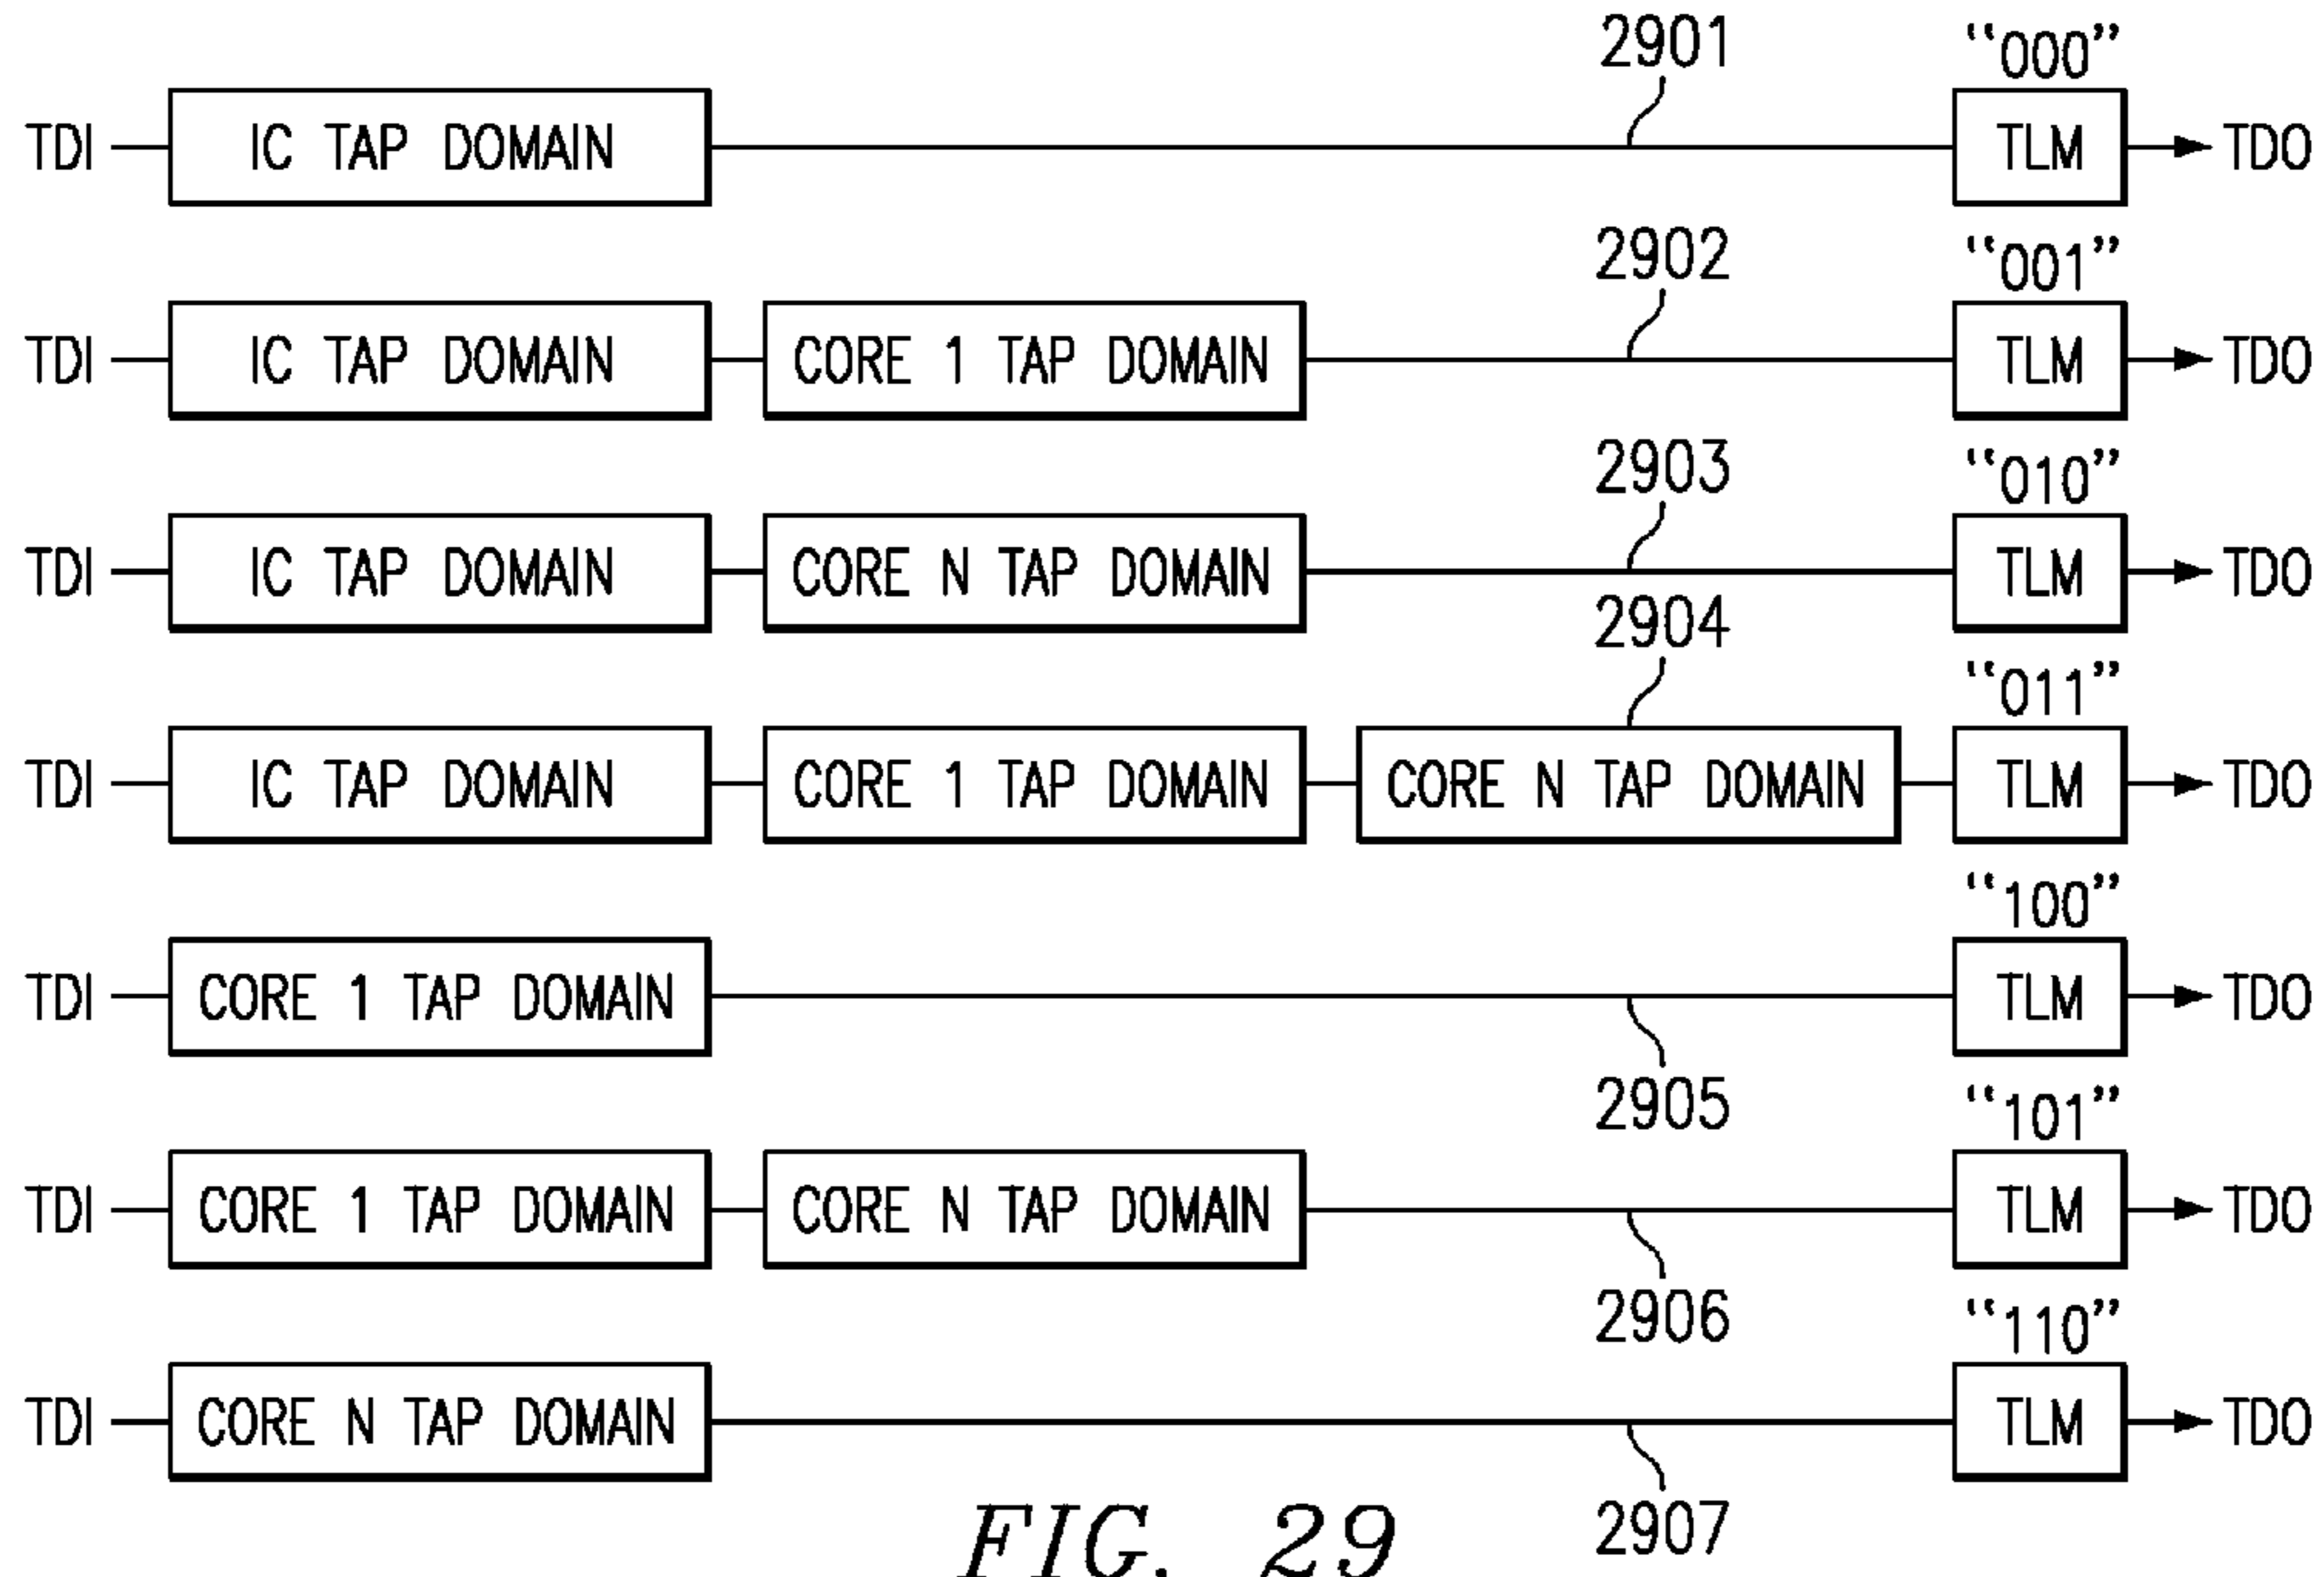 2901 “000”
TDI IC TAP DOMAIN TLM TDO
2902 “001”
TDI IC TAP DOMAIN CORE 1 TAP DOMAIN TLM TDO
2903 “010”
TDI IC TAP DOMAIN CORE N TAP DOMAIN TLM TDO
2904 “011”
TDI IC TAP DOMAIN CORE 1 TAP DOMAIN CORE N TAP DOMAIN TLM TDO
“100”
TDI CORE 1 TAP DOMAIN TLM TDO
2905 “101”
TDI CORE 1 TAP DOMAIN CORE N TAP DOMAIN TLM TDO
2906 “110”
TDI CORE N TAP DOMAIN TLM TDO
2907
FIG. 29